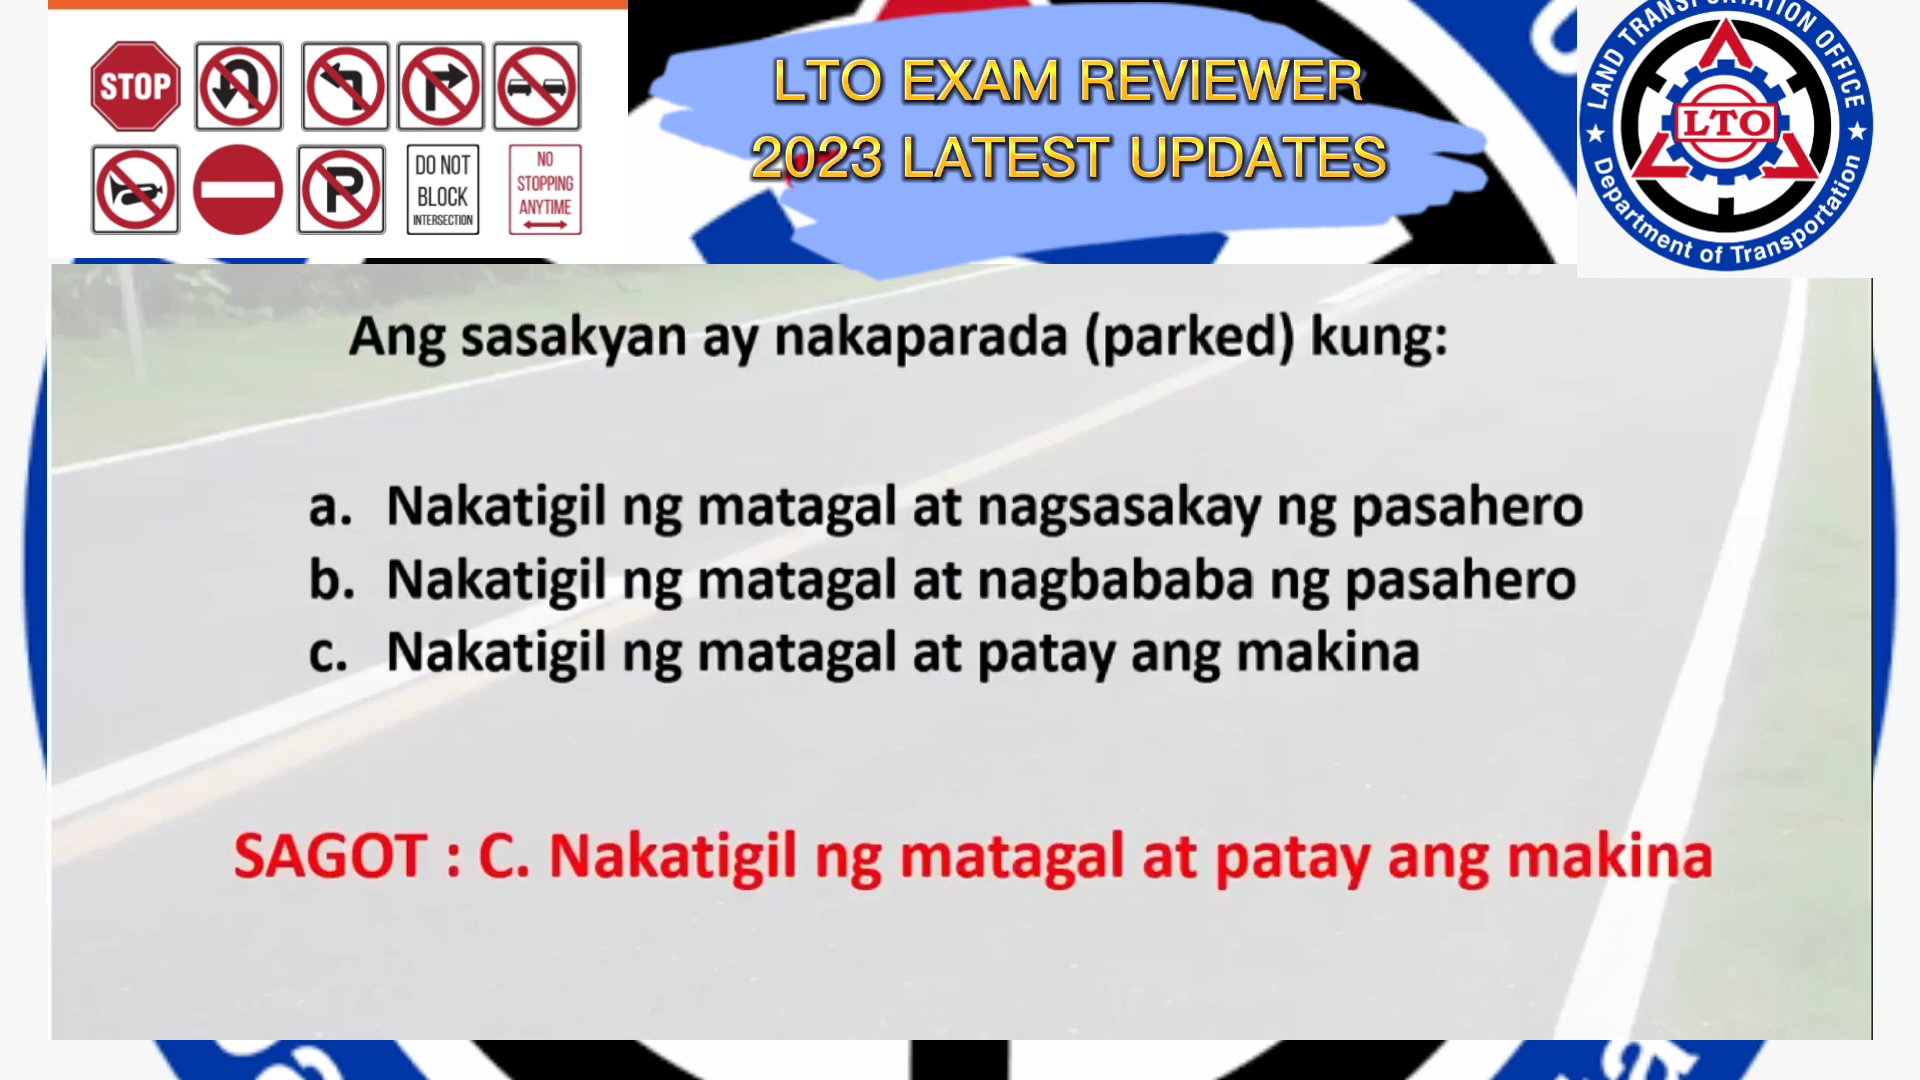 STOP
DO NOT
BLOCK
INTERSECTION
NO
STOPPING
ANYTIME
LTO EXAM REVIEWER
2023 LATEST UPDATES
LAND TRANSPORTATION OFFICE
LTO
Department of Transportation
Ang sasakyan ay nakaparada (parked) kung:
a. Nakatigil ng matagal at nagsasakay ng pasahero
b. Nakatigil ng matagal at nagbababa ng pasahero
c. Nakatigil ng matagal at patay ang makina
SAGOT : C. Nakatigil ng matagal at patay ang makina